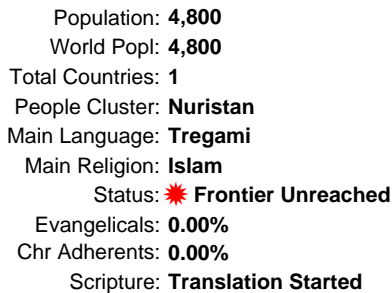 Population: 4,800
World Popl: 4,800
Total Countries: 1
People Cluster: Nuristan
Main Language: Tregami
Main Religion: Islam
Status: Frontier Unreached
Evangelicals: 0.00%
Chr Adherents: 0.00%
Scripture: Translation Started